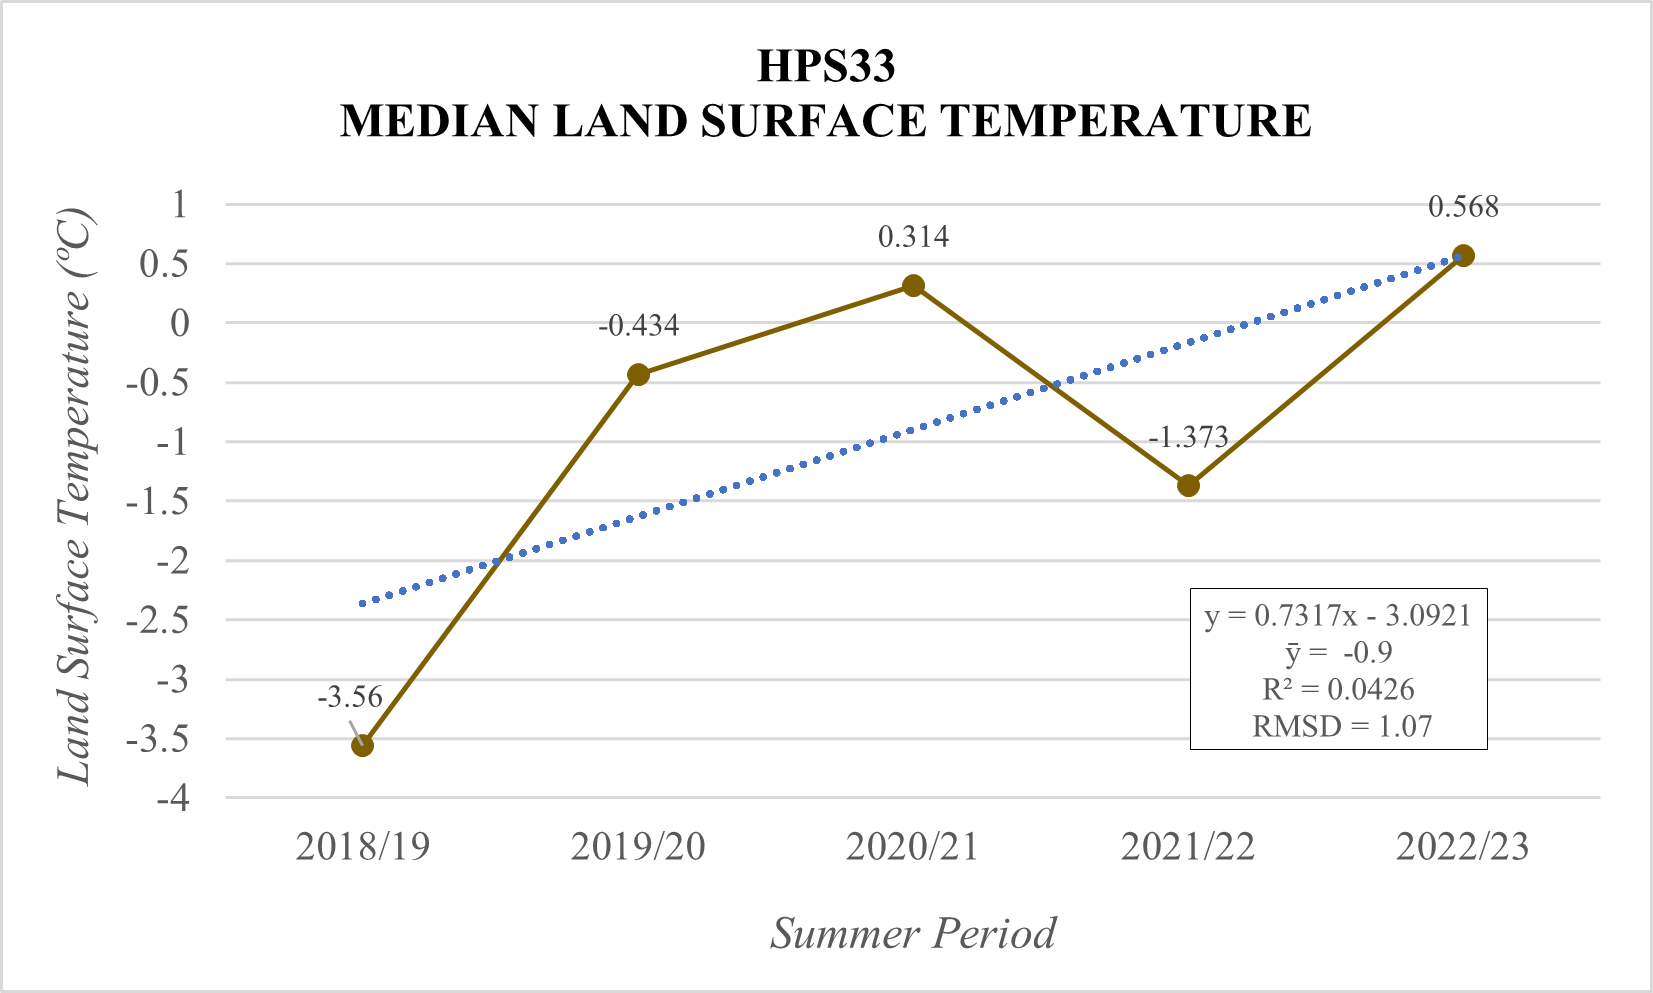 HPS33
MEDIAN LAND SURFACE TEMPERATURE
Land Surface Temperature (ºC)
1
0.5
0
-0.5
-1
-1.5
-2
-2.5
-3
-3.5
-4
-3.56
-0.434
0.314
-1.373
0.568
y = 0.7317x - 3.0921
ȳ = -0.9
R² = 0.0426
RMSD = 1.07
2018/19
2019/20
2020/21
2021/22
2022/23
Summer Period